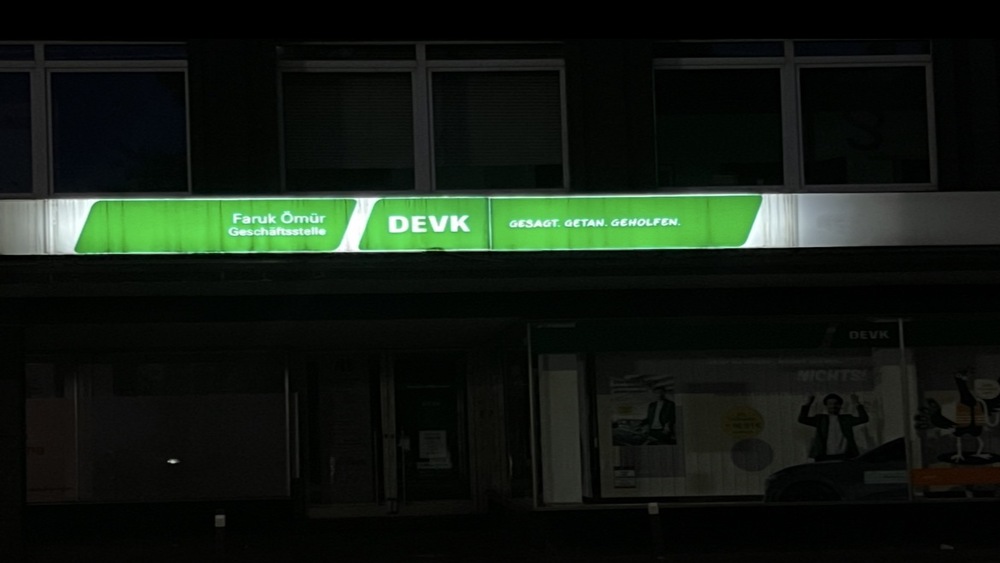 Faruk Ömür
Geschäftsstelle
DEVK
GESAGT. GETAN. GEHOLFEN.
DEVK
NICHTS!